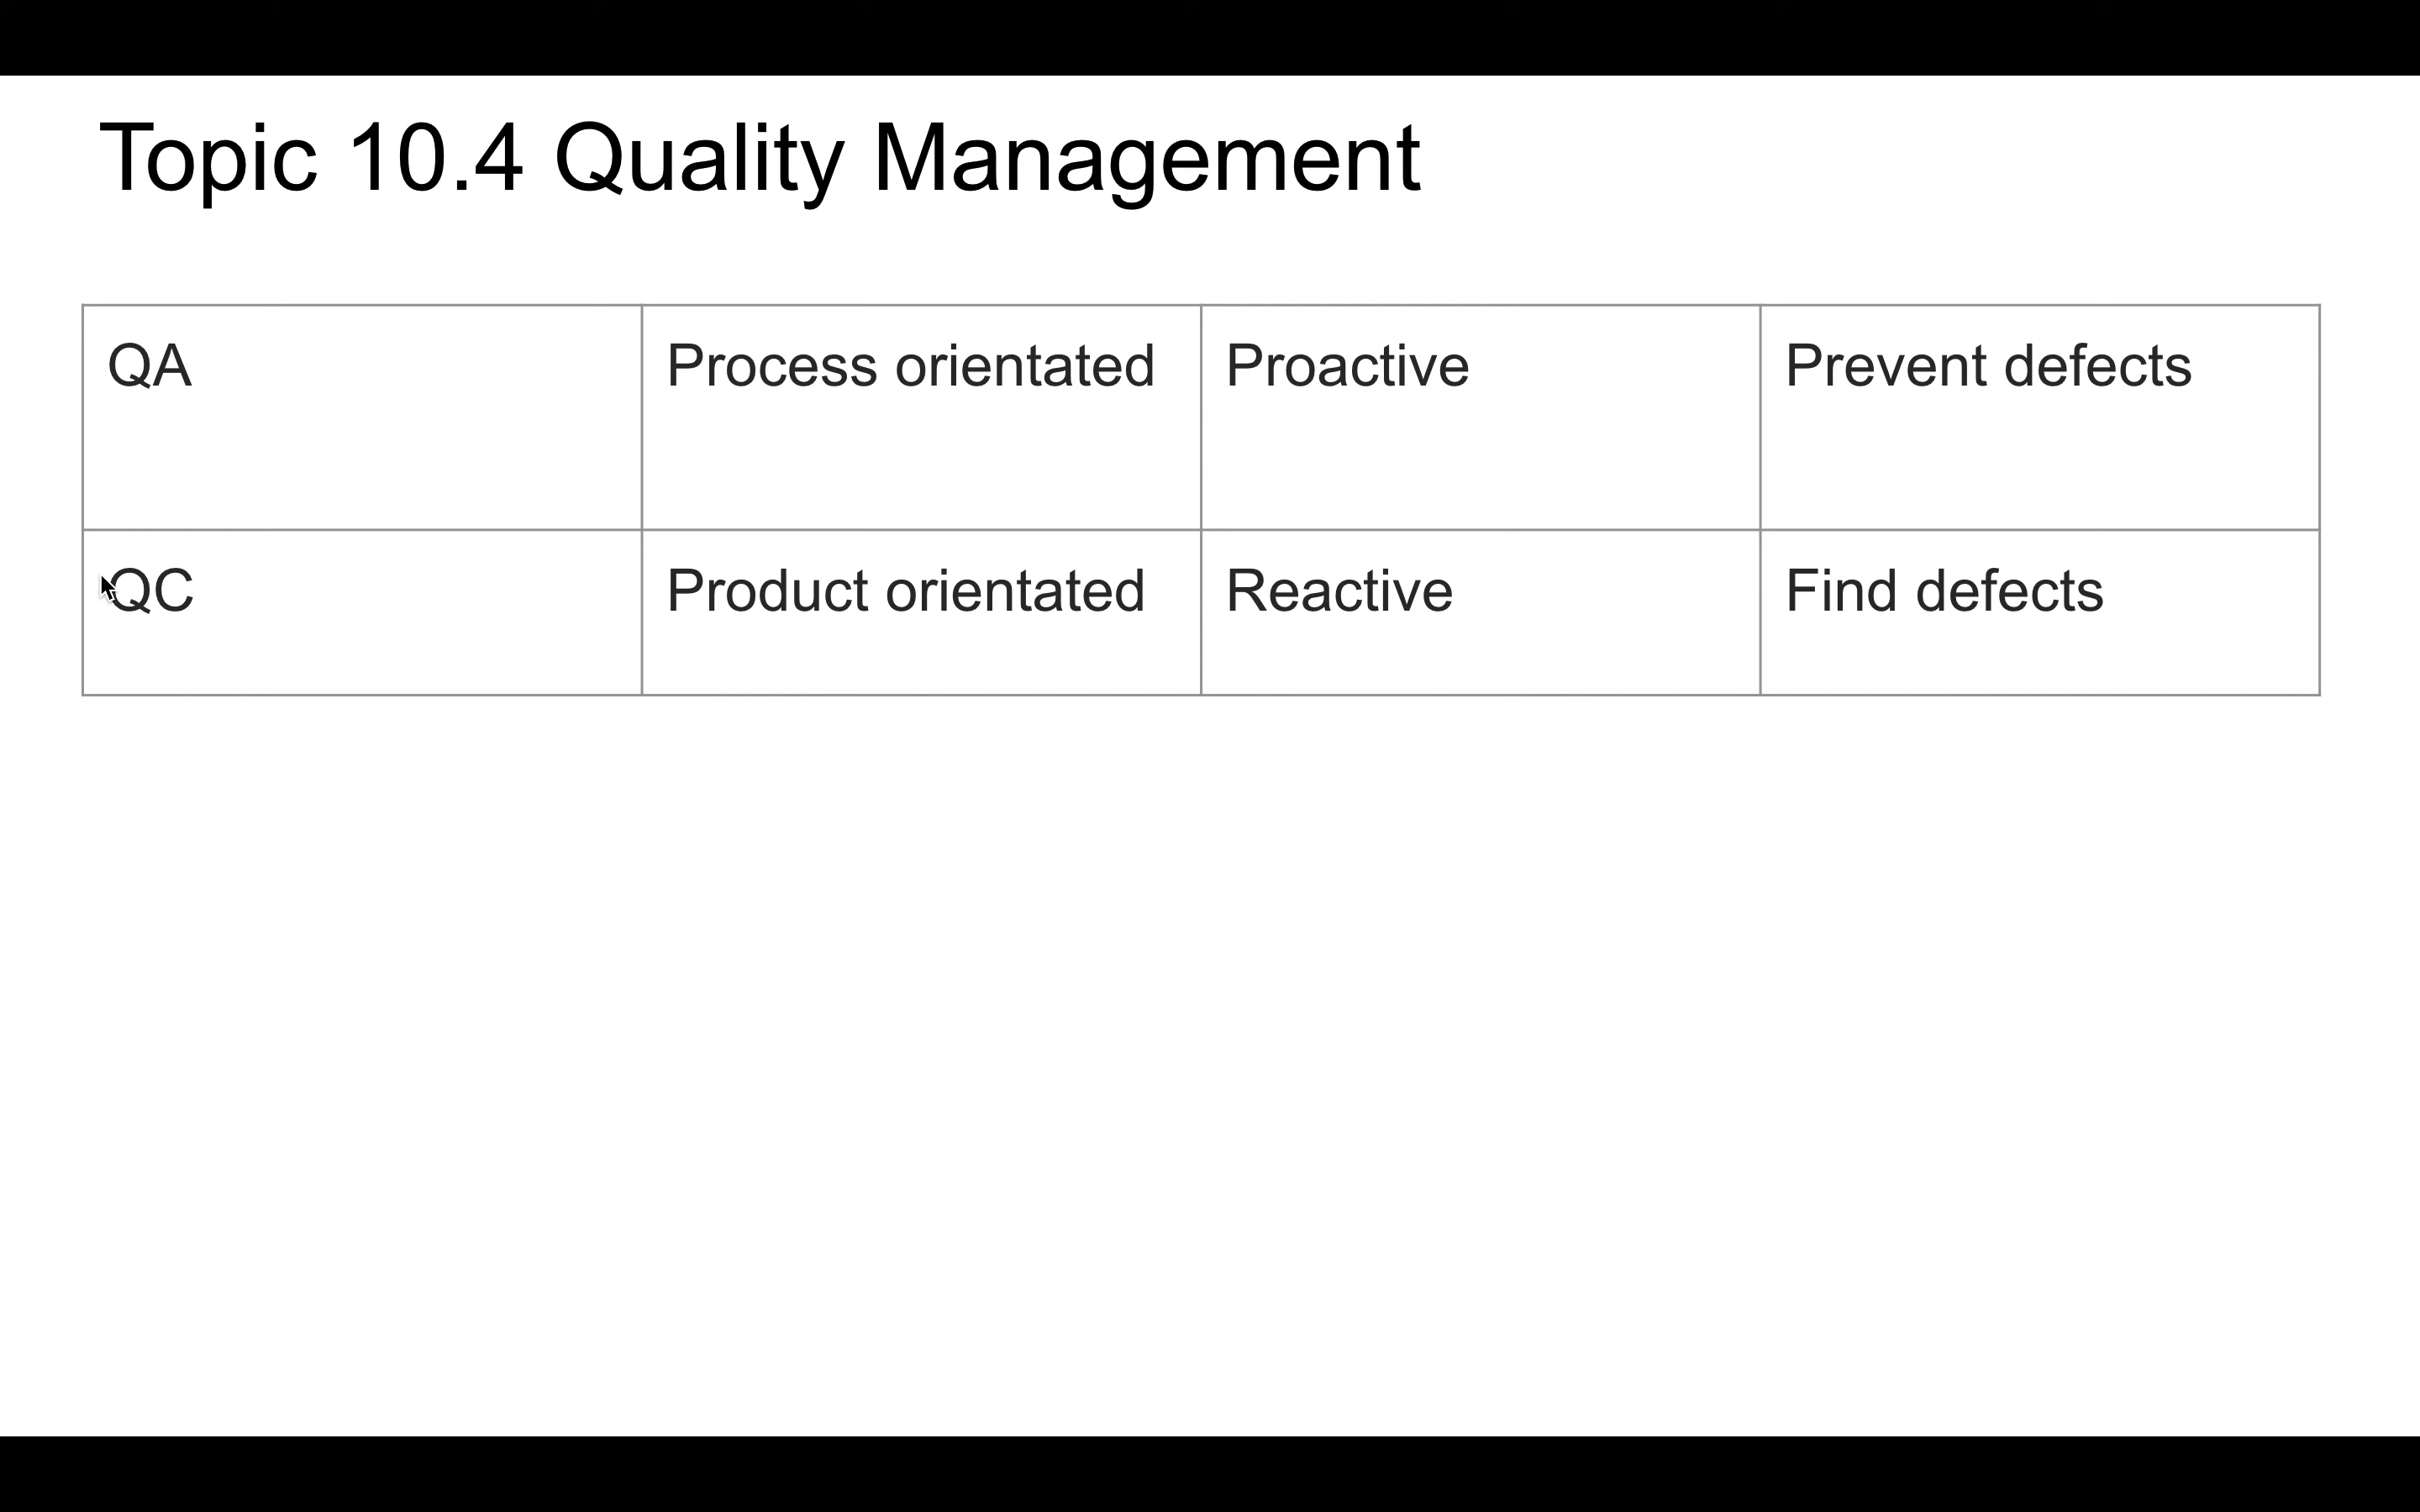 Topic 10.4 Quality Management
QA Process orientated Proactive Prevent defects
QC Product orientated Reactive Find defects